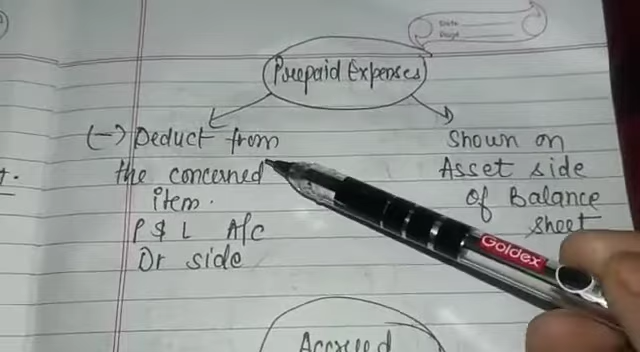 Date
Page
Prepaid Expenses
(-) Deduct from
the concerned
item.
P & L A/c
Dr side
Shown on
Asset side
of Balance
sheet
Goldex
Accrued